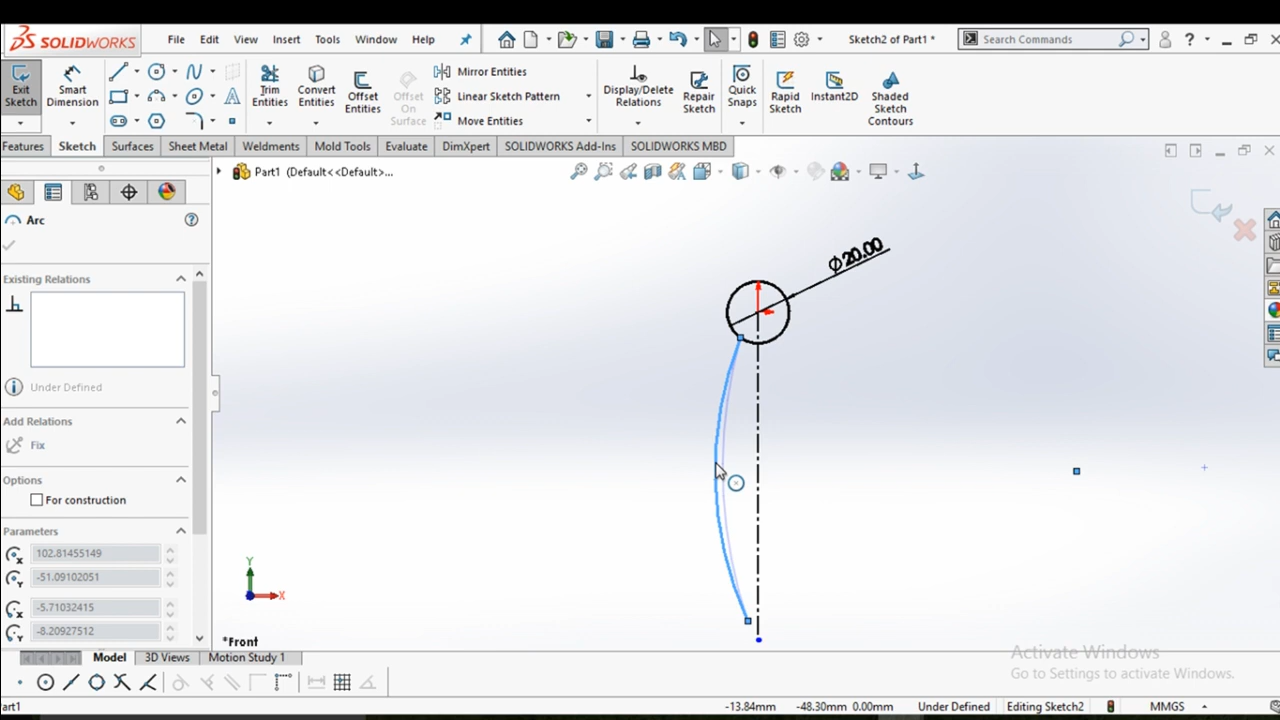 SOLIDWORKS File Edit View Insert Tools Window Help Sketch2 of Part1 * Search Commands ?
Exit Sketch
Smart Dimension
Trim Entities
Convert Entities
Offset Entities
Offset On Surface
Mirror Entities
Linear Sketch Pattern
Move Entities
Display/Delete Relations
Repair Sketch
Quick Snaps
Rapid Sketch
Instant2D
Shaded Sketch Contours
Features Sketch Surfaces Sheet Metal Weldments Mold Tools Evaluate DimXpert SOLIDWORKS Add-Ins SOLIDWORKS MBD
Part1 (Default<<Default>...
Arc
Existing Relations
Under Defined
Add Relations
Fix
Options
For construction
Parameters
102.81455149
-51.09102051
-5.71032415
-8.20927512
Φ20.00
Y
X
*Front
Activate Windows
Go to Settings to activate Windows.
Model 3D Views Motion Study 1
art1 -13.84mm -48.30mm 0.00mm Under Defined Editing Sketch2 MMGS